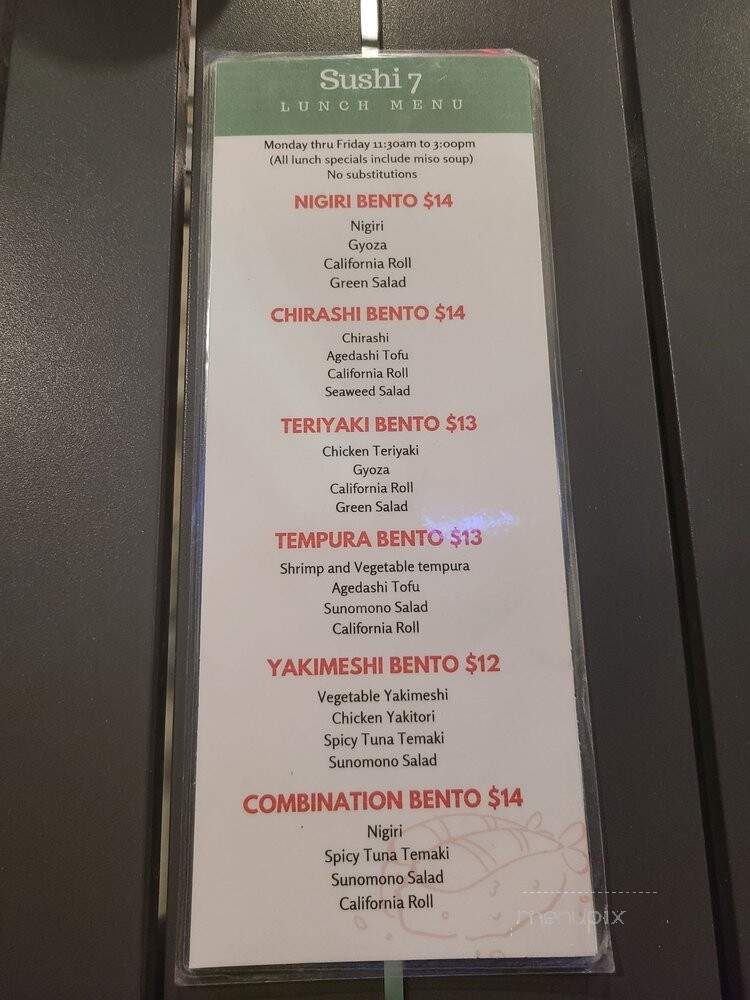 Sushi 7
LUNCH MENU
Monday thru Friday 11:30am to 3:00pm
(All lunch specials include miso soup)
No substitutions
NIGIRI BENTO $14
Nigiri
Gyoza
California Roll
Green Salad
CHIRASHI BENTO $14
Chirashi
Agedashi Tofu
California Roll
Seaweed Salad
TERIYAKI BENTO $13
Chicken Teriyaki
Gyoza
California Roll
Green Salad
TEMPURA BENTO $13
Shrimp and Vegetable tempura
Agedashi Tofu
Sunomono Salad
California Roll
YAKIMESHI BENTO $12
Vegetable Yakimeshi
Chicken Yakitori
Spicy Tuna Temaki
Sunomono Salad
COMBINATION BENTO $14
Nigiri
Spicy Tuna Temaki
Sunomono Salad
California Roll
menupix